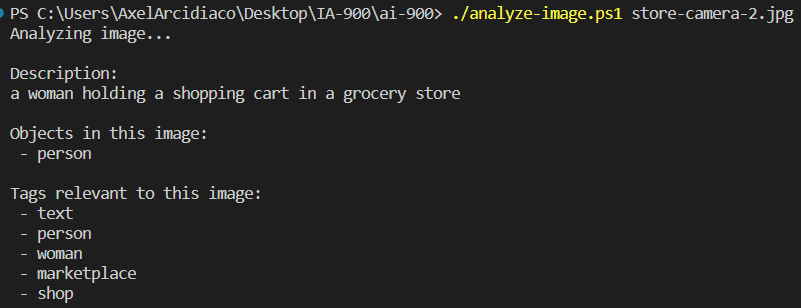 PS C:\Users\AxelArcidiaco\Desktop\IA-900\ai-900> ./analyze-image.ps1 store-camera-2.jpg
Analyzing image...
Description:
a woman holding a shopping cart in a grocery store
Objects in this image:
- person
Tags relevant to this image:
- text
- person
- woman
- marketplace
- shop